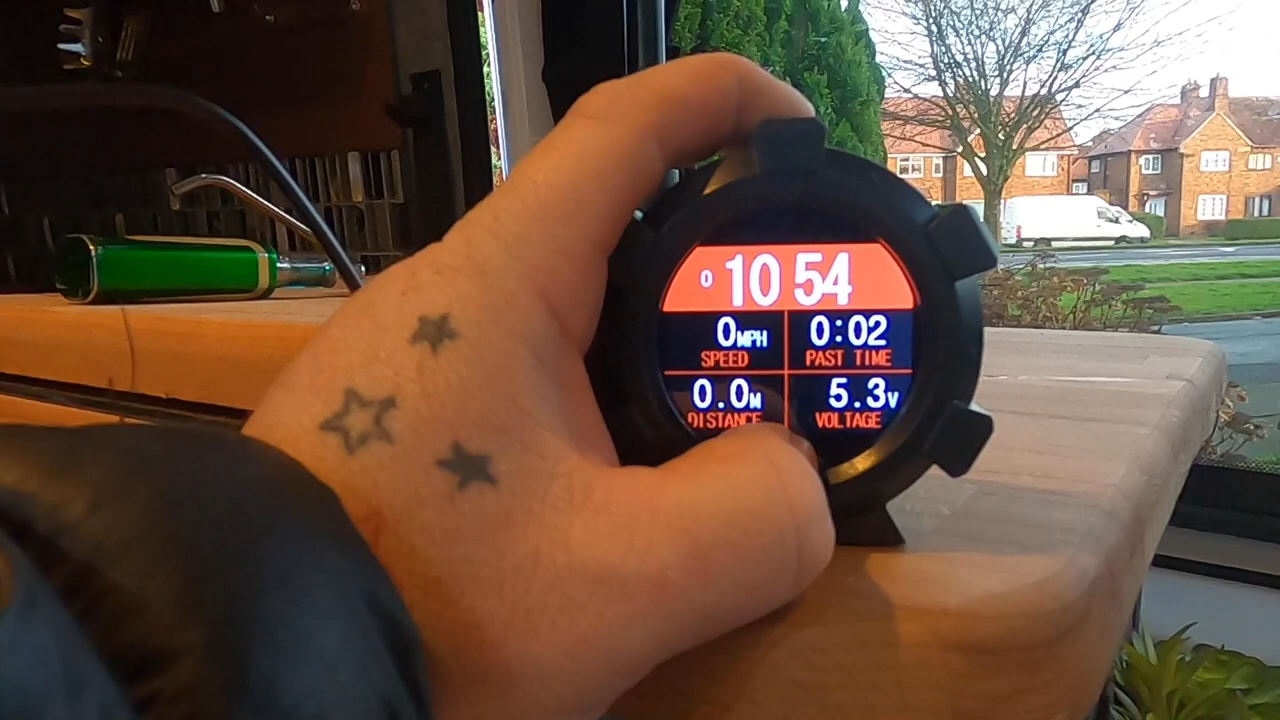 0 10 54
0MPH 0:02
SPEED PAST TIME
0.0M 5.3V
DISTANCE VOLTAGE